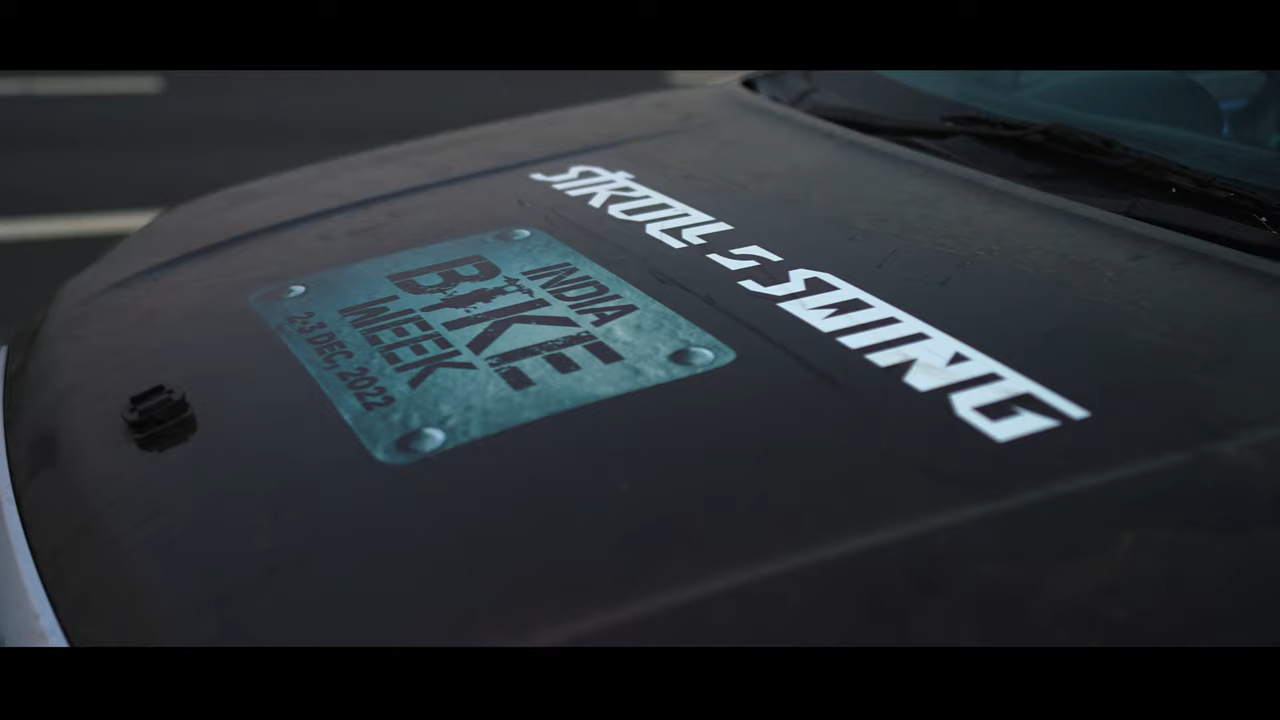 STROLL & SWING
INDIA
BIKE
WEEK
2-3 DEC, 2022